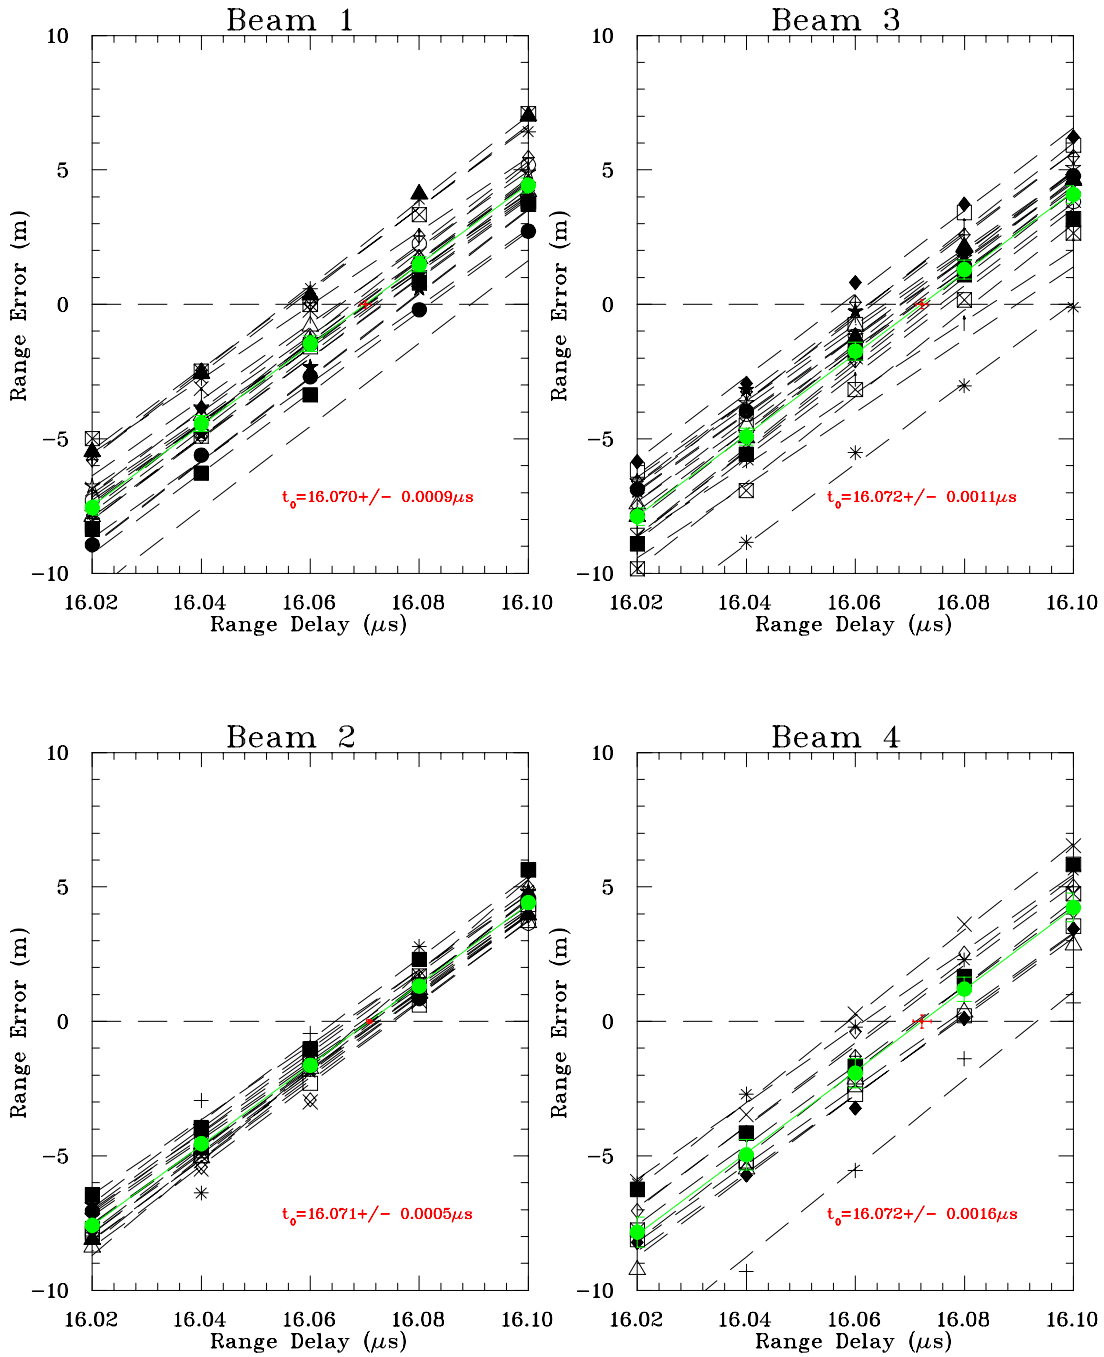 Beam 1
10
5
0
-5
-10
Range Error (m)
t₀=16.070+/- 0.0009μs
16.02 16.04 16.06 16.08 16.10
Range Delay (μs)
Beam 3
10
5
0
-5
-10
Range Error (m)
t₀=16.072+/- 0.0011μs
16.02 16.04 16.06 16.08 16.10
Range Delay (μs)
Beam 2
10
5
0
-5
-10
Range Error (m)
t₀=16.071+/- 0.0005μs
16.02 16.04 16.06 16.08 16.10
Range Delay (μs)
Beam 4
10
5
0
-5
-10
Range Error (m)
t₀=16.072+/- 0.0016μs
16.02 16.04 16.06 16.08 16.10
Range Delay (μs)